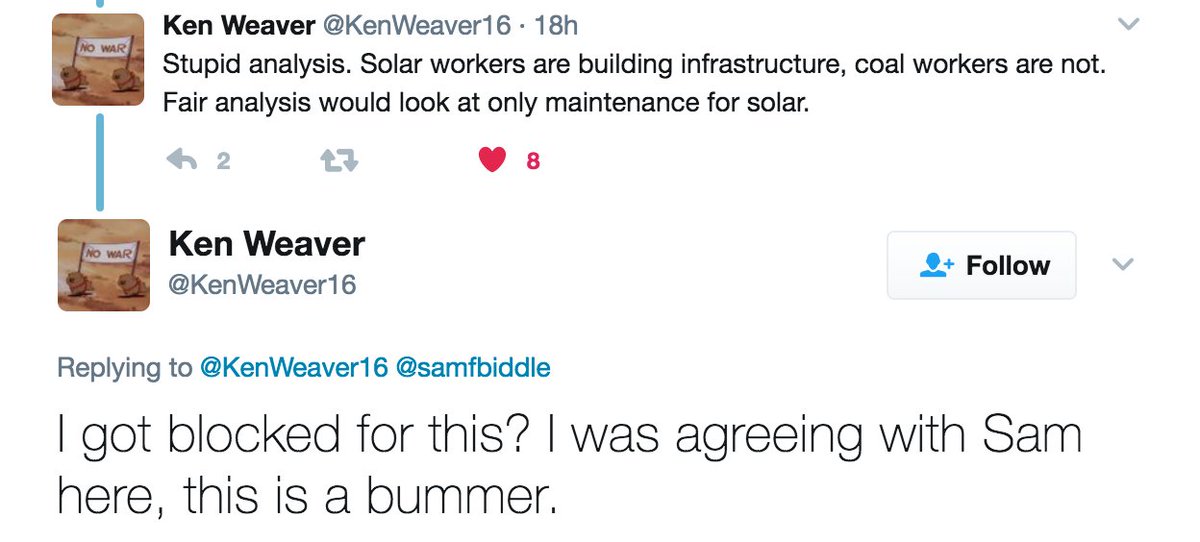 Ken Weaver @KenWeaver16 · 18h
Stupid analysis. Solar workers are building infrastructure, coal workers are not.
Fair analysis would look at only maintenance for solar.
2 8
NO WAR
Ken Weaver
@KenWeaver16
Follow
NO WAR
Replying to @KenWeaver16 @samfbiddle
I got blocked for this? I was agreeing with Sam
here, this is a bummer.